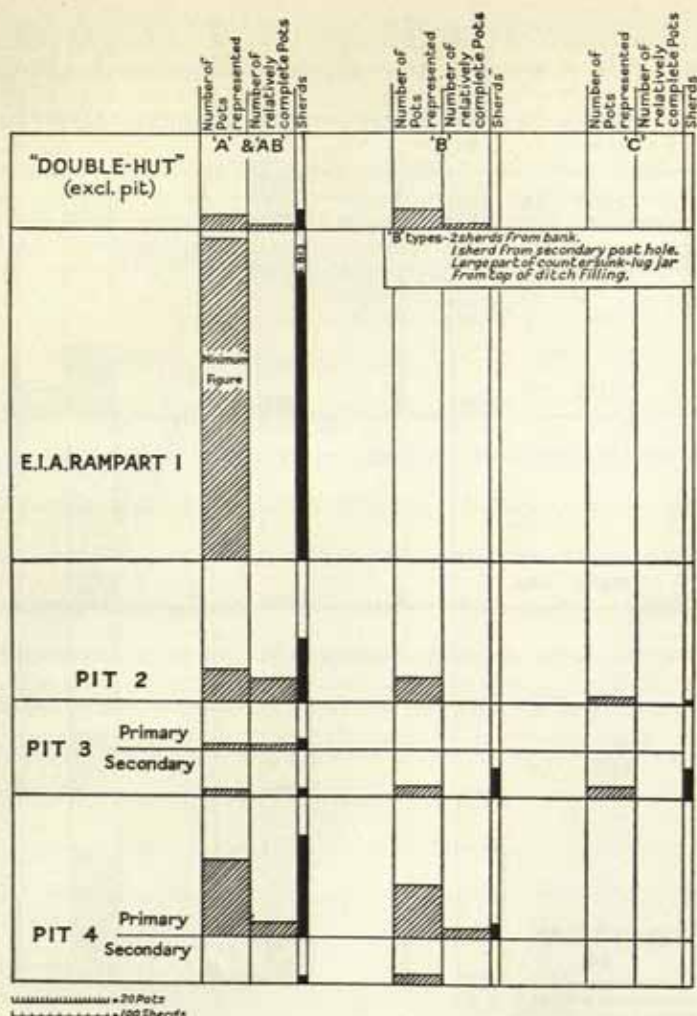 Number of
Pots
represented
Number of
relatively
complete Pots
Sherds
Number of
Pots
represented
Number of
relatively
complete Pots
Sherds
Number of
Pots
represented
Number of
relatively
complete Pots
Sherds
'A' & 'AB'
'B'
'C'
"DOUBLE-HUT"
(excl. pit)
'B' types-2 sherds from bank.
1 sherd from secondary post hole.
Large part of countersunk-lug jar
from top of ditch filling.
Minimum
Figure
E.I.A. RAMPART 1
PIT 2
PIT 3
Primary
Secondary
PIT 4
Primary
Secondary
=20 Pots
=100 Sherds